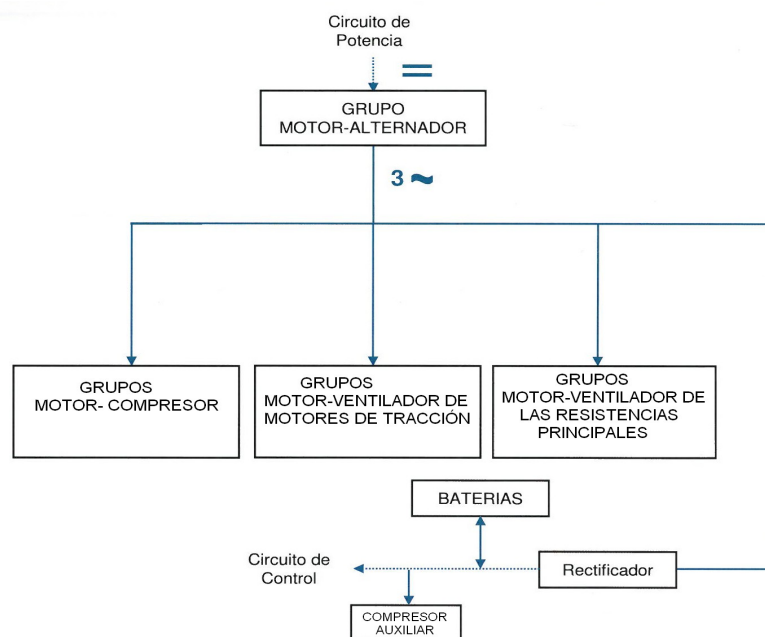 Circuito de
Potencia
GRUPO
MOTOR-ALTERNADOR
3 ~
GRUPOS
MOTOR- COMPRESOR
GRUPOS
MOTOR-VENTILADOR DE
MOTORES DE TRACCIÓN
GRUPOS
MOTOR-VENTILADOR DE
LAS RESISTENCIAS
PRINCIPALES
BATERIAS
Circuito de
Control
Rectificador
COMPRESOR
AUXILIAR